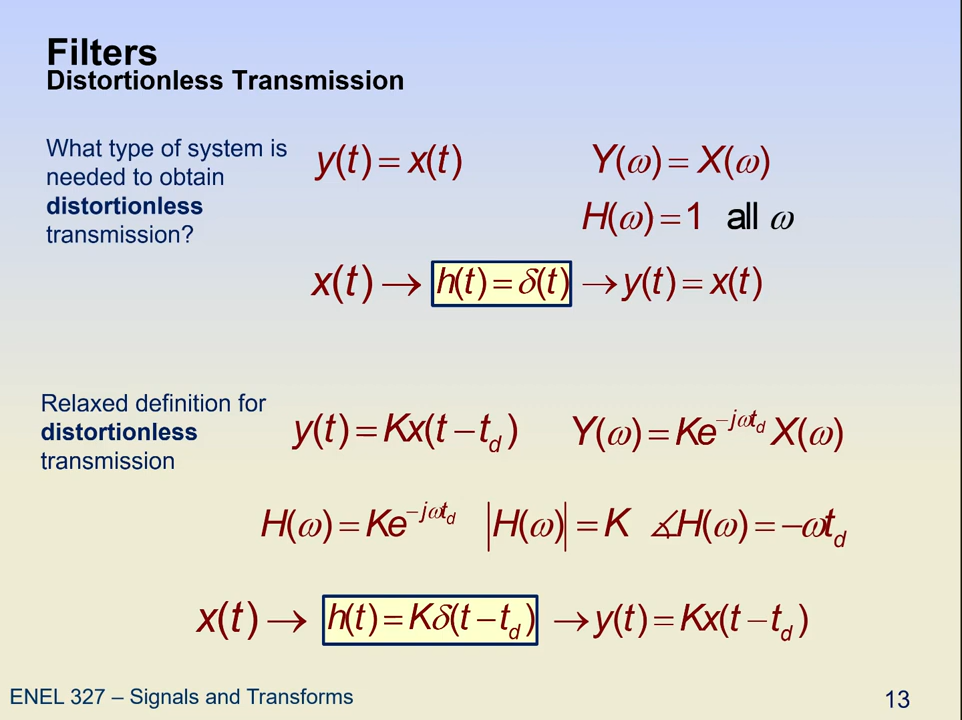 Filters
Distortionless Transmission
What type of system is
needed to obtain
distortionless
transmission?
y(t) = x(t)
Y(ω) = X(ω)
H(ω) = 1 all ω
x(t) → h(t) = δ(t) → y(t) = x(t)
Relaxed definition for
distortionless
transmission
y(t) = Kx(t − t_d)
Y(ω) = Ke^{−jωt_d} X(ω)
H(ω) = Ke^{−jωt_d} |H(ω)| = K ∡H(ω) = −ωt_d
x(t) → h(t) = Kδ(t − t_d) → y(t) = Kx(t − t_d)
ENEL 327 – Signals and Transforms
13